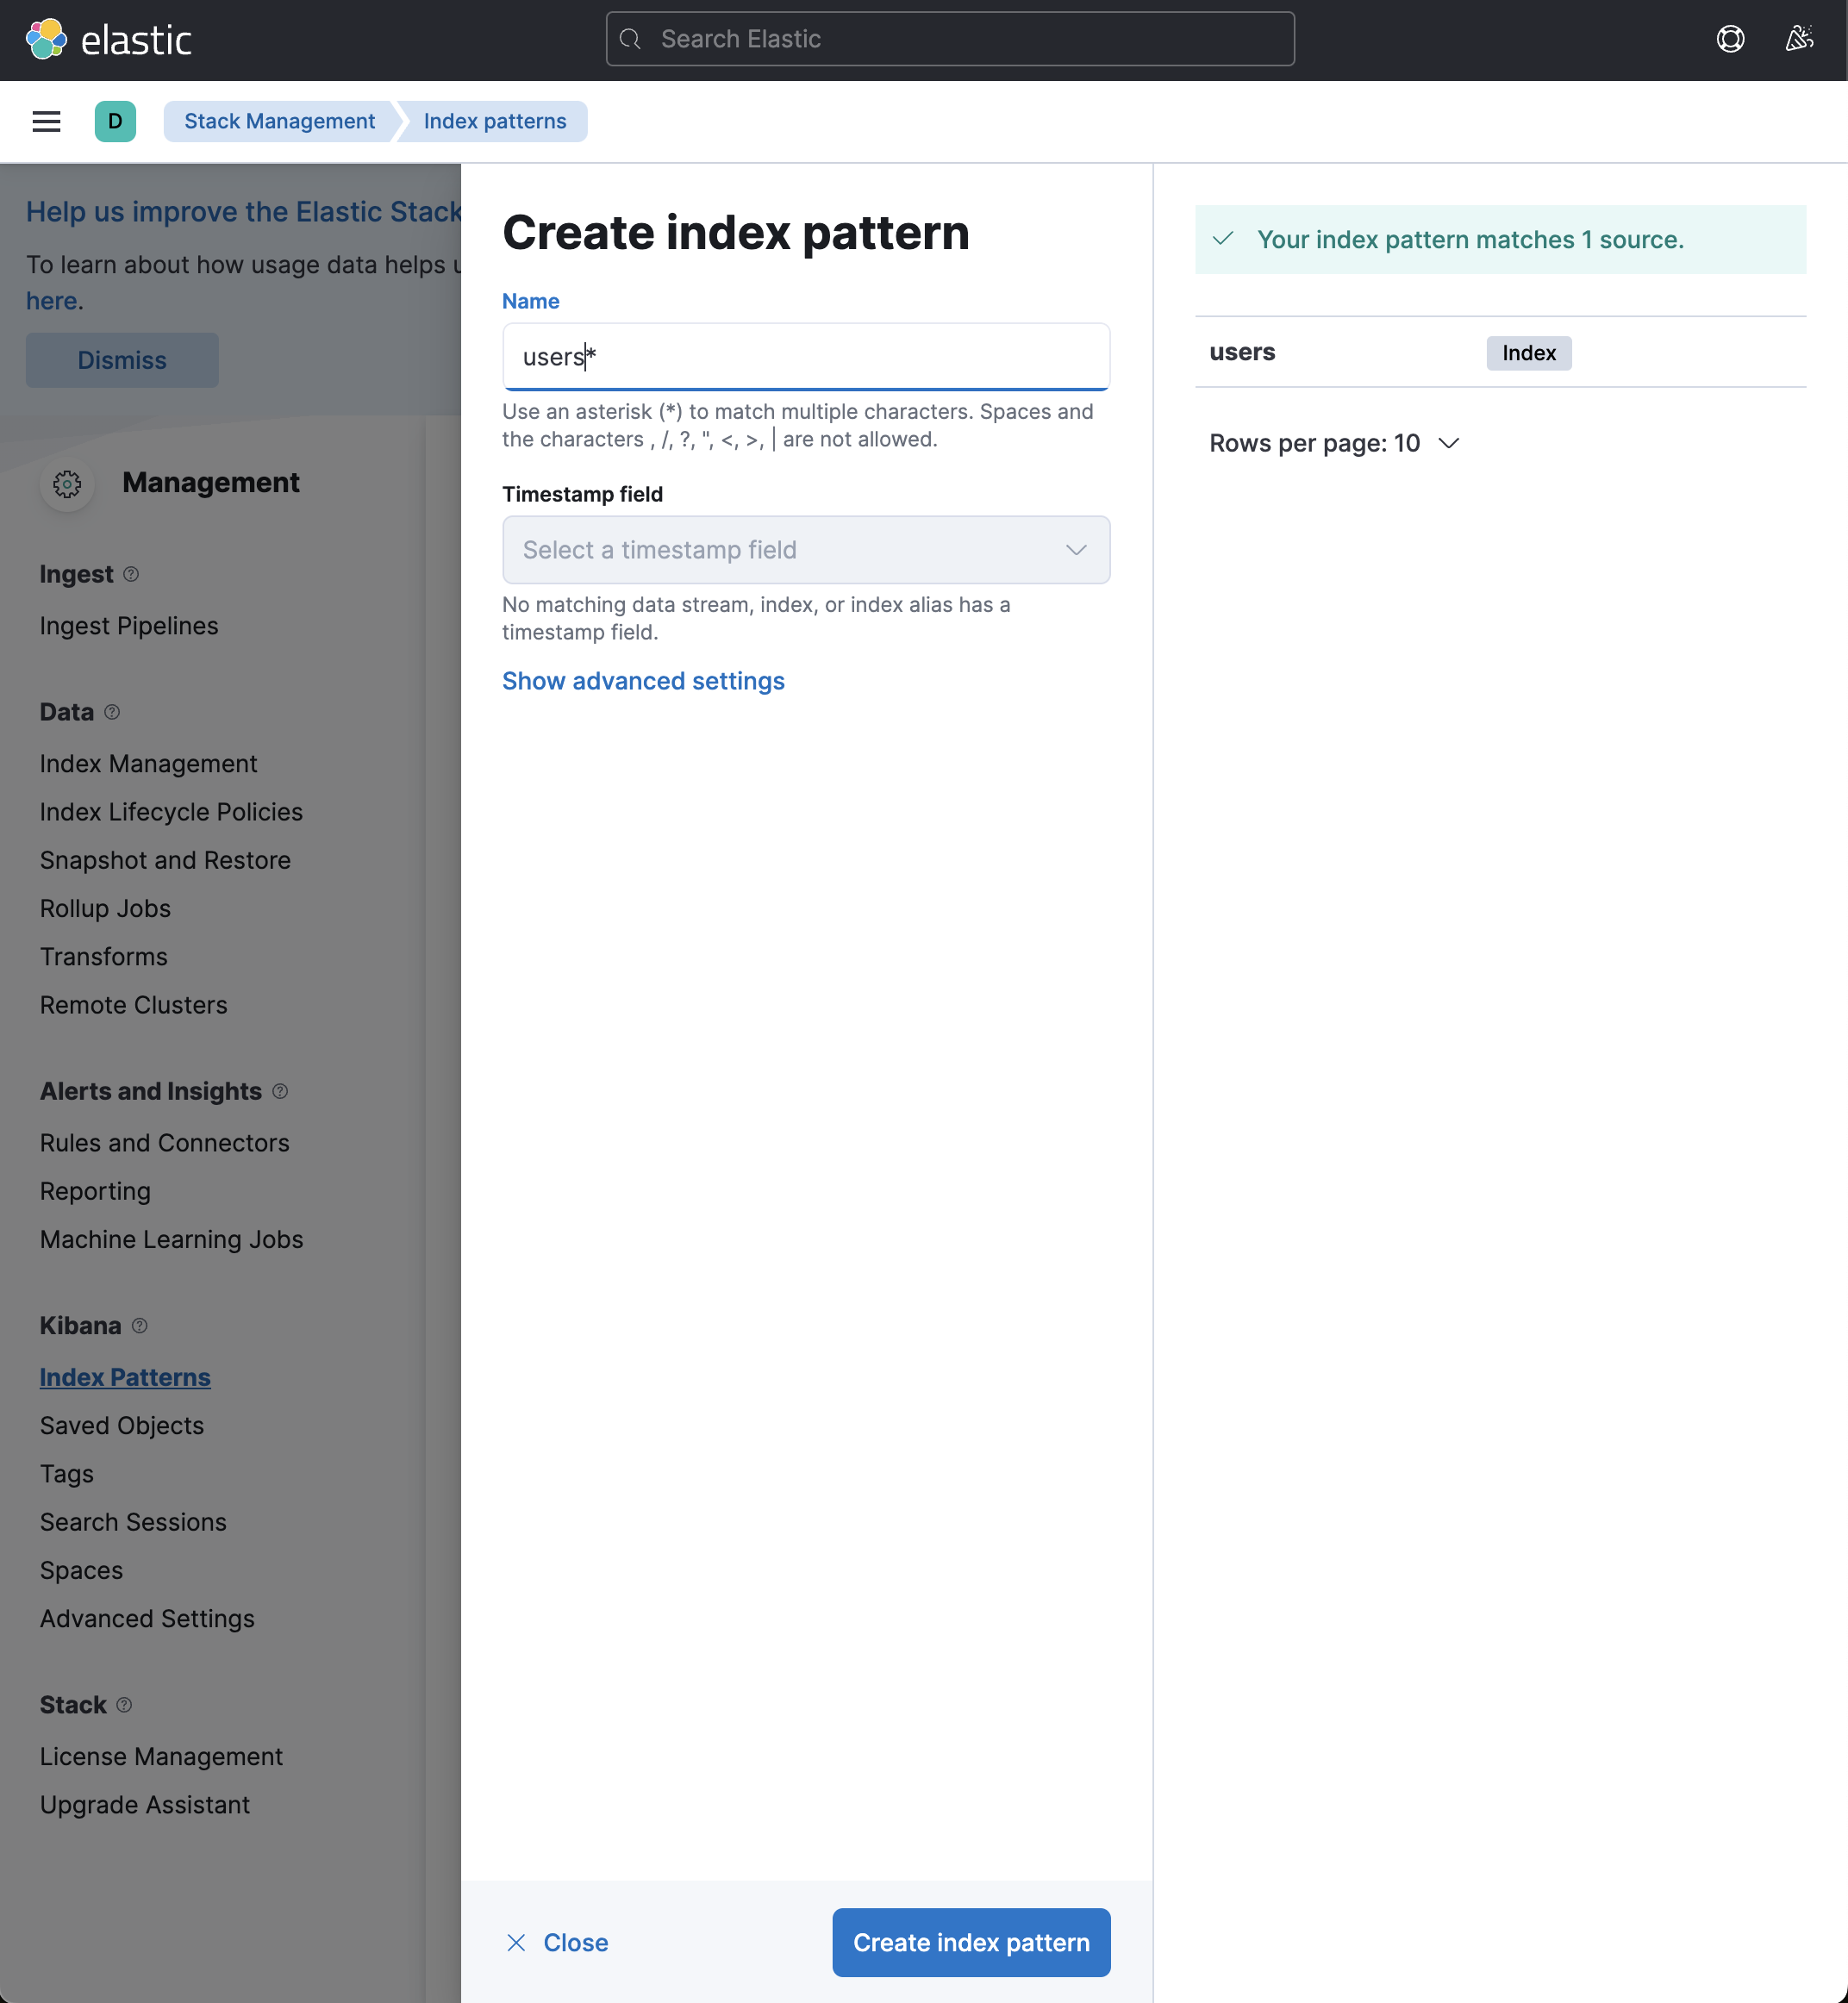 elastic
Search Elastic
D
Stack Management
Index patterns
Help us improve the Elastic Stack
To learn about how usage data helps
here.
Dismiss
Management
Ingest
Ingest Pipelines
Data
Index Management
Index Lifecycle Policies
Snapshot and Restore
Rollup Jobs
Transforms
Remote Clusters
Alerts and Insights
Rules and Connectors
Reporting
Machine Learning Jobs
Kibana
Index Patterns
Saved Objects
Tags
Search Sessions
Spaces
Advanced Settings
Stack
License Management
Upgrade Assistant
Create index pattern
Name
users*
Use an asterisk (*) to match multiple characters. Spaces and
the characters , /, ?, ", <, >, | are not allowed.
Timestamp field
Select a timestamp field
No matching data stream, index, or index alias has a
timestamp field.
Show advanced settings
Close
Create index pattern
Your index pattern matches 1 source.
users
Index
Rows per page: 10